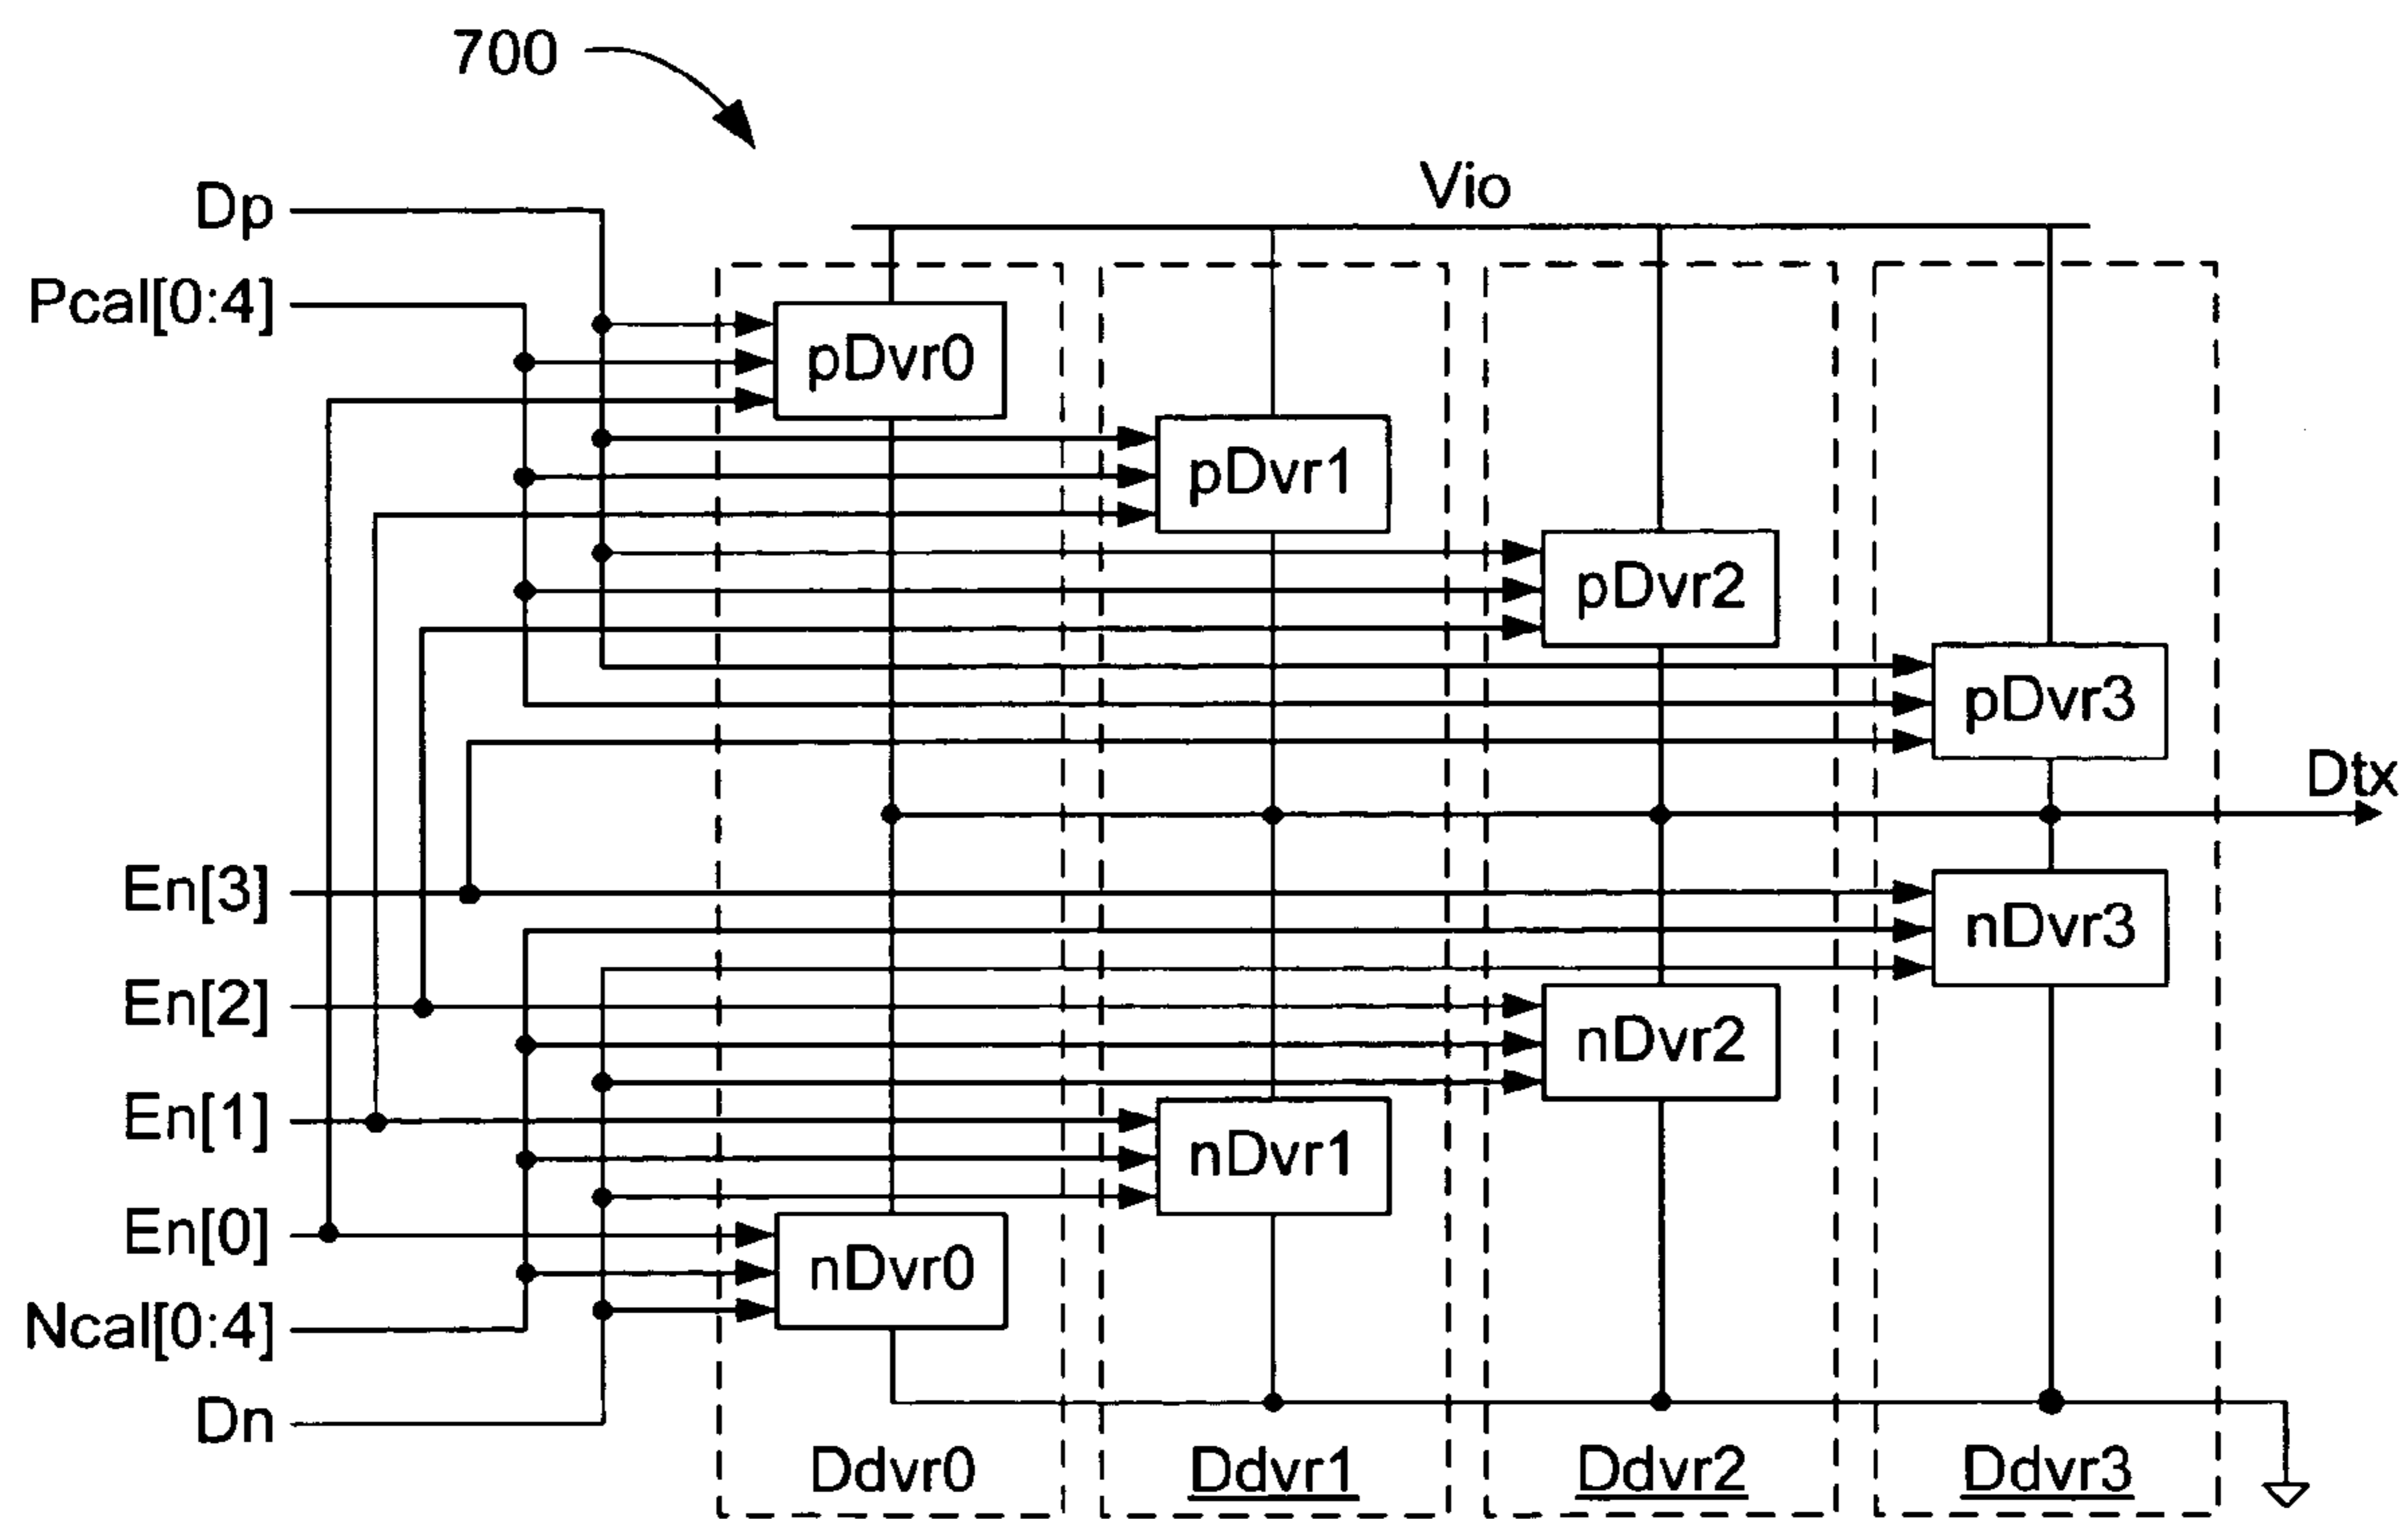 700
Vio
Dp
Pcal[0:4]
pDvr0
pDvr1
pDvr2
pDvr3
Dtx
En[3]
nDvr3
En[2]
nDvr2
En[1]
nDvr1
En[0]
nDvr0
Ncal[0:4]
Dn
Ddvr0 Ddvr1 Ddvr2 Ddvr3